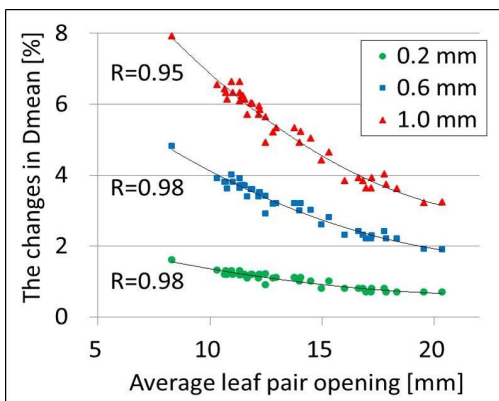 The changes in Dmean [%]
8
6
4
2
0
R=0.95
R=0.98
R=0.98
0.2 mm
0.6 mm
1.0 mm
5
10
15
20
Average leaf pair opening [mm]